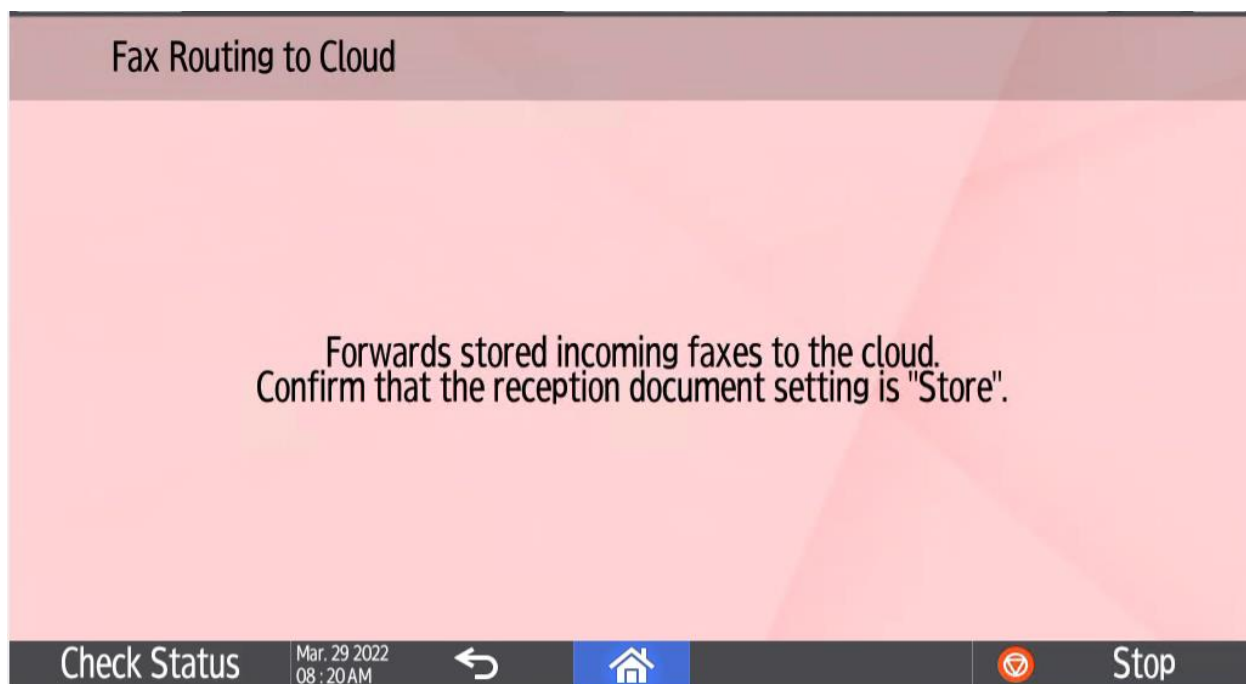 Fax Routing to Cloud
Forwards stored incoming faxes to the cloud.
Confirm that the reception document setting is "Store".
Check Status
Mar. 29 2022
08 : 20 AM
Stop